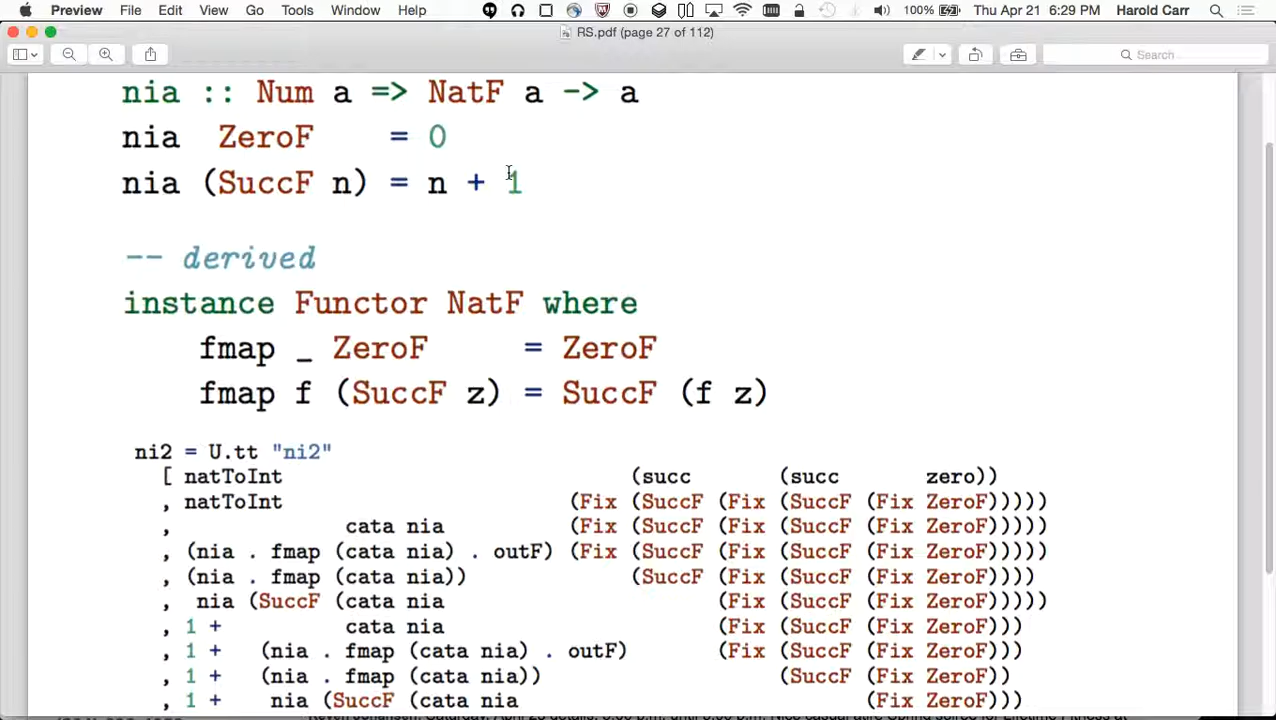 Preview File Edit View Go Tools Window Help 100% Thu Apr 21 6:29 PM Harold Carr
RS.pdf (page 27 of 112)
Search
nia :: Num a => NatF a -> a
nia ZeroF = 0
nia (SuccF n) = n + 1
-- derived
instance Functor NatF where
fmap _ ZeroF = ZeroF
fmap f (SuccF z) = SuccF (f z)
ni2 = U.tt "ni2"
[ natToInt (succ (succ zero))
, natToInt (Fix (SuccF (Fix (SuccF (Fix ZeroF)))))
, cata nia (Fix (SuccF (Fix (SuccF (Fix ZeroF)))))
, (nia . fmap (cata nia) . outF) (Fix (SuccF (Fix (SuccF (Fix ZeroF)))))
, (nia . fmap (cata nia)) (SuccF (Fix (SuccF (Fix ZeroF))))
, nia (SuccF (cata nia (Fix (SuccF (Fix ZeroF)))))
, 1 + cata nia (Fix (SuccF (Fix ZeroF)))
, 1 + (nia . fmap (cata nia) . outF) (Fix (SuccF (Fix ZeroF)))
, 1 + (nia . fmap (cata nia)) (SuccF (Fix ZeroF))
, 1 + nia (SuccF (cata nia (Fix ZeroF)))